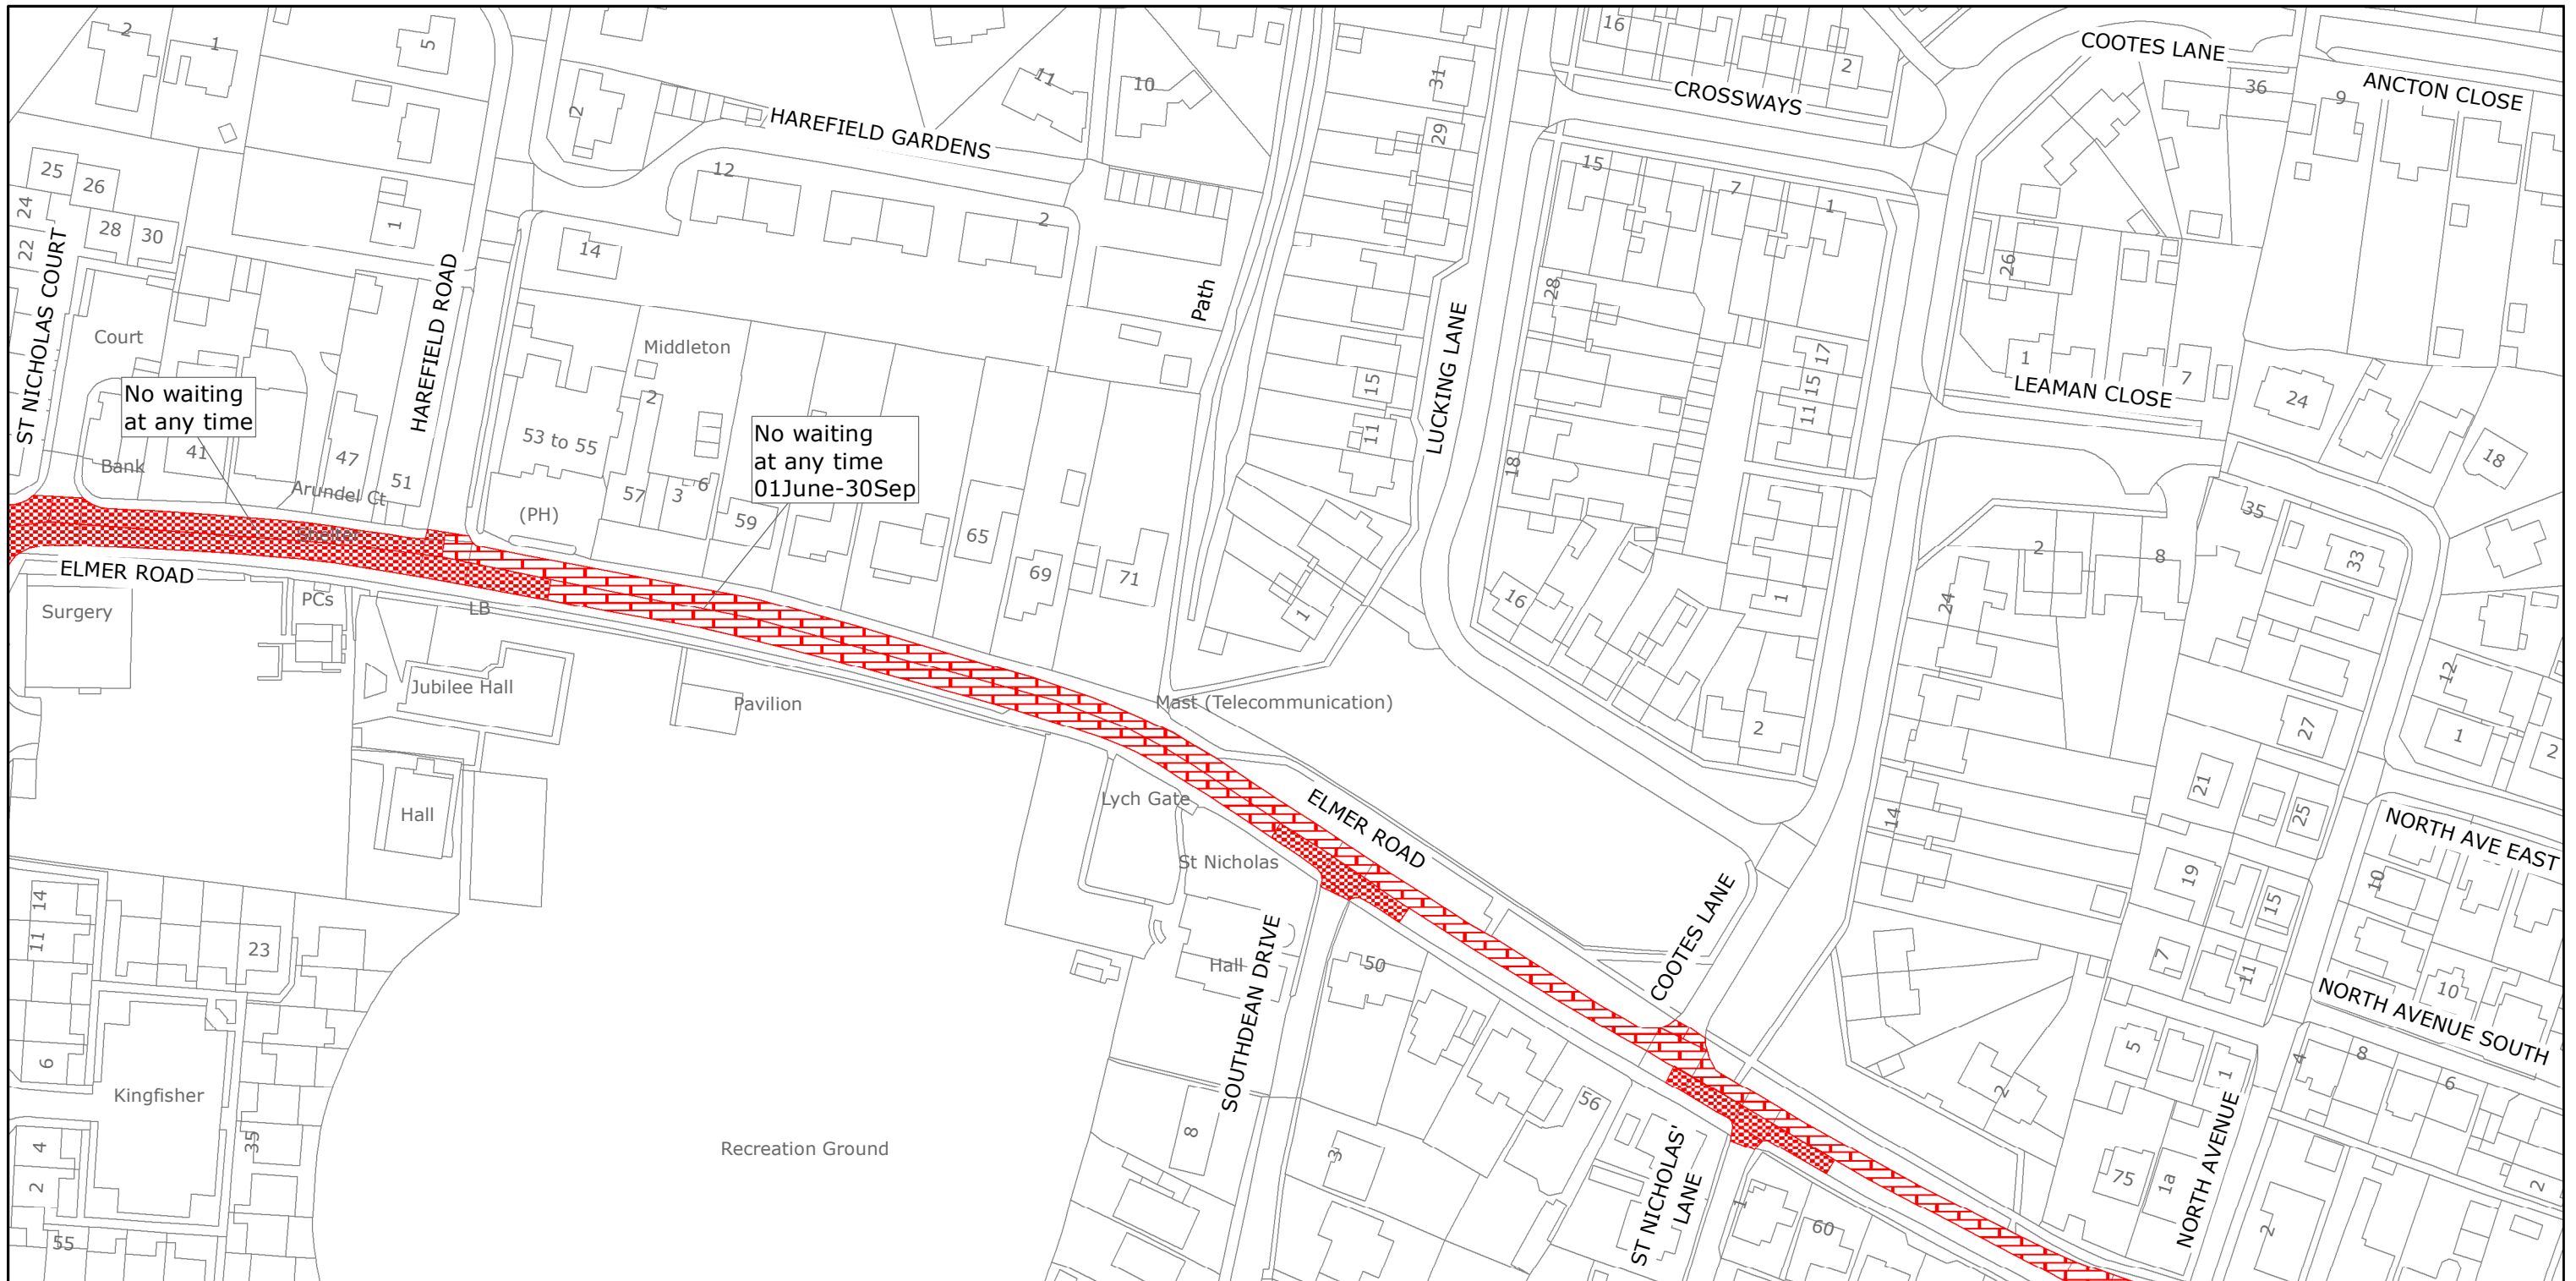 2
1
5
2
11
10
HAREFIELD GARDENS
12
2
14
31
29
16
2
CROSSWAYS
COOTES LANE
36
9
ANCTON CLOSE
25
26
24
22
28
30
1
ST NICHOLAS COURT
HAREFIELD ROAD
Court
Middleton
2
Path
LUCKING LANE
15
7
1
28
26
17
15
11
1
7
LEAMAN CLOSE
24
18
No waiting
at any time
No waiting
at any time
01June-30Sep
Bank
41
47
51
Arundel Ct
53 to 55
57
3
6
59
(PH)
65
69
71
15
11
18
16
1
1
2
Shelter
ELMER ROAD
Surgery
PCs
LB
Jubilee Hall
Pavilion
Hall
Mast (Telecommunication)
Lych Gate
St Nicholas
Hall
ELMER ROAD
COOTES LANE
SOUTHDEAN DRIVE
50
2
8
24
35
33
12
1
2
27
21
25
14
19
15
7
11
10
10
NORTH AVE EAST
NORTH AVENUE SOUTH
14
11
23
6
Kingfisher
4
2
35
55
Recreation Ground
8
3
56
ST NICHOLAS'
LANE
1
60
2
5
1
4
8
6
2
75
1a
2
NORTH AVENUE